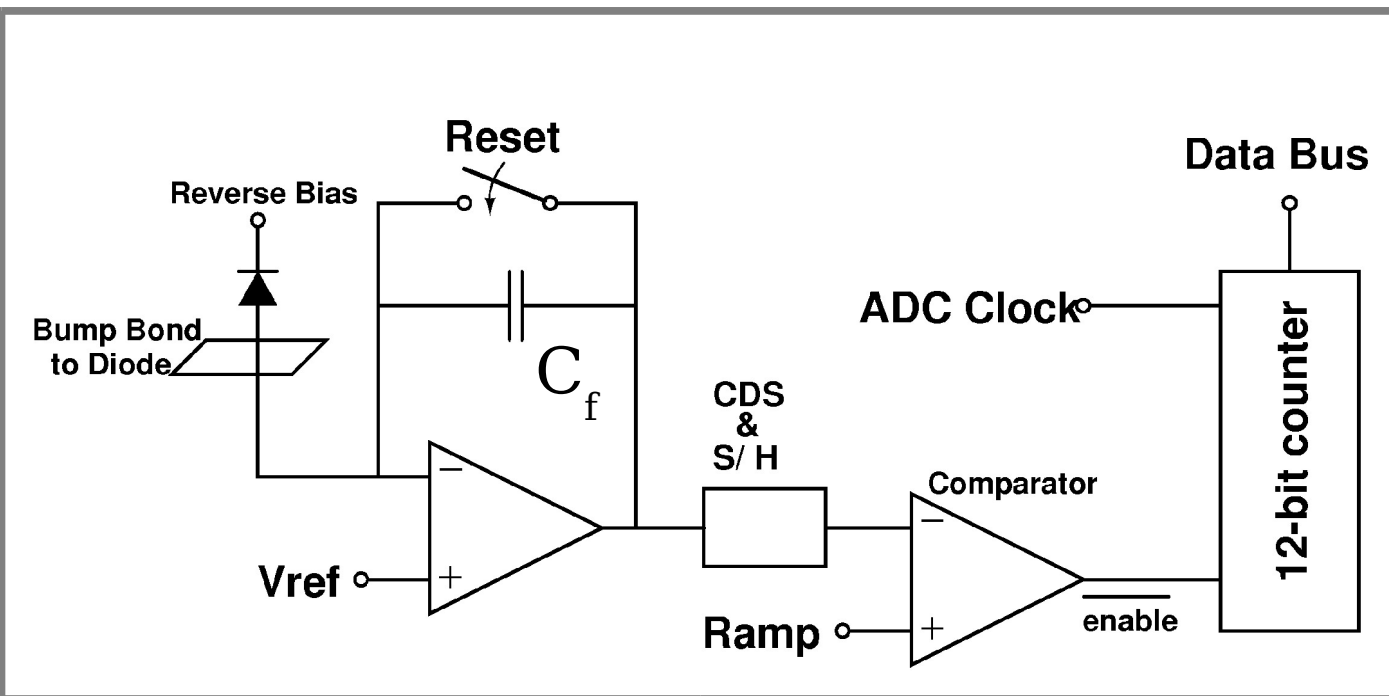 Reset
Data Bus
Reverse Bias
Bump Bond
to Diode
ADC Clock
12-bit counter
C
f
CDS
&
S/ H
Comparator
−
+
Vref
−
+
Ramp
enable